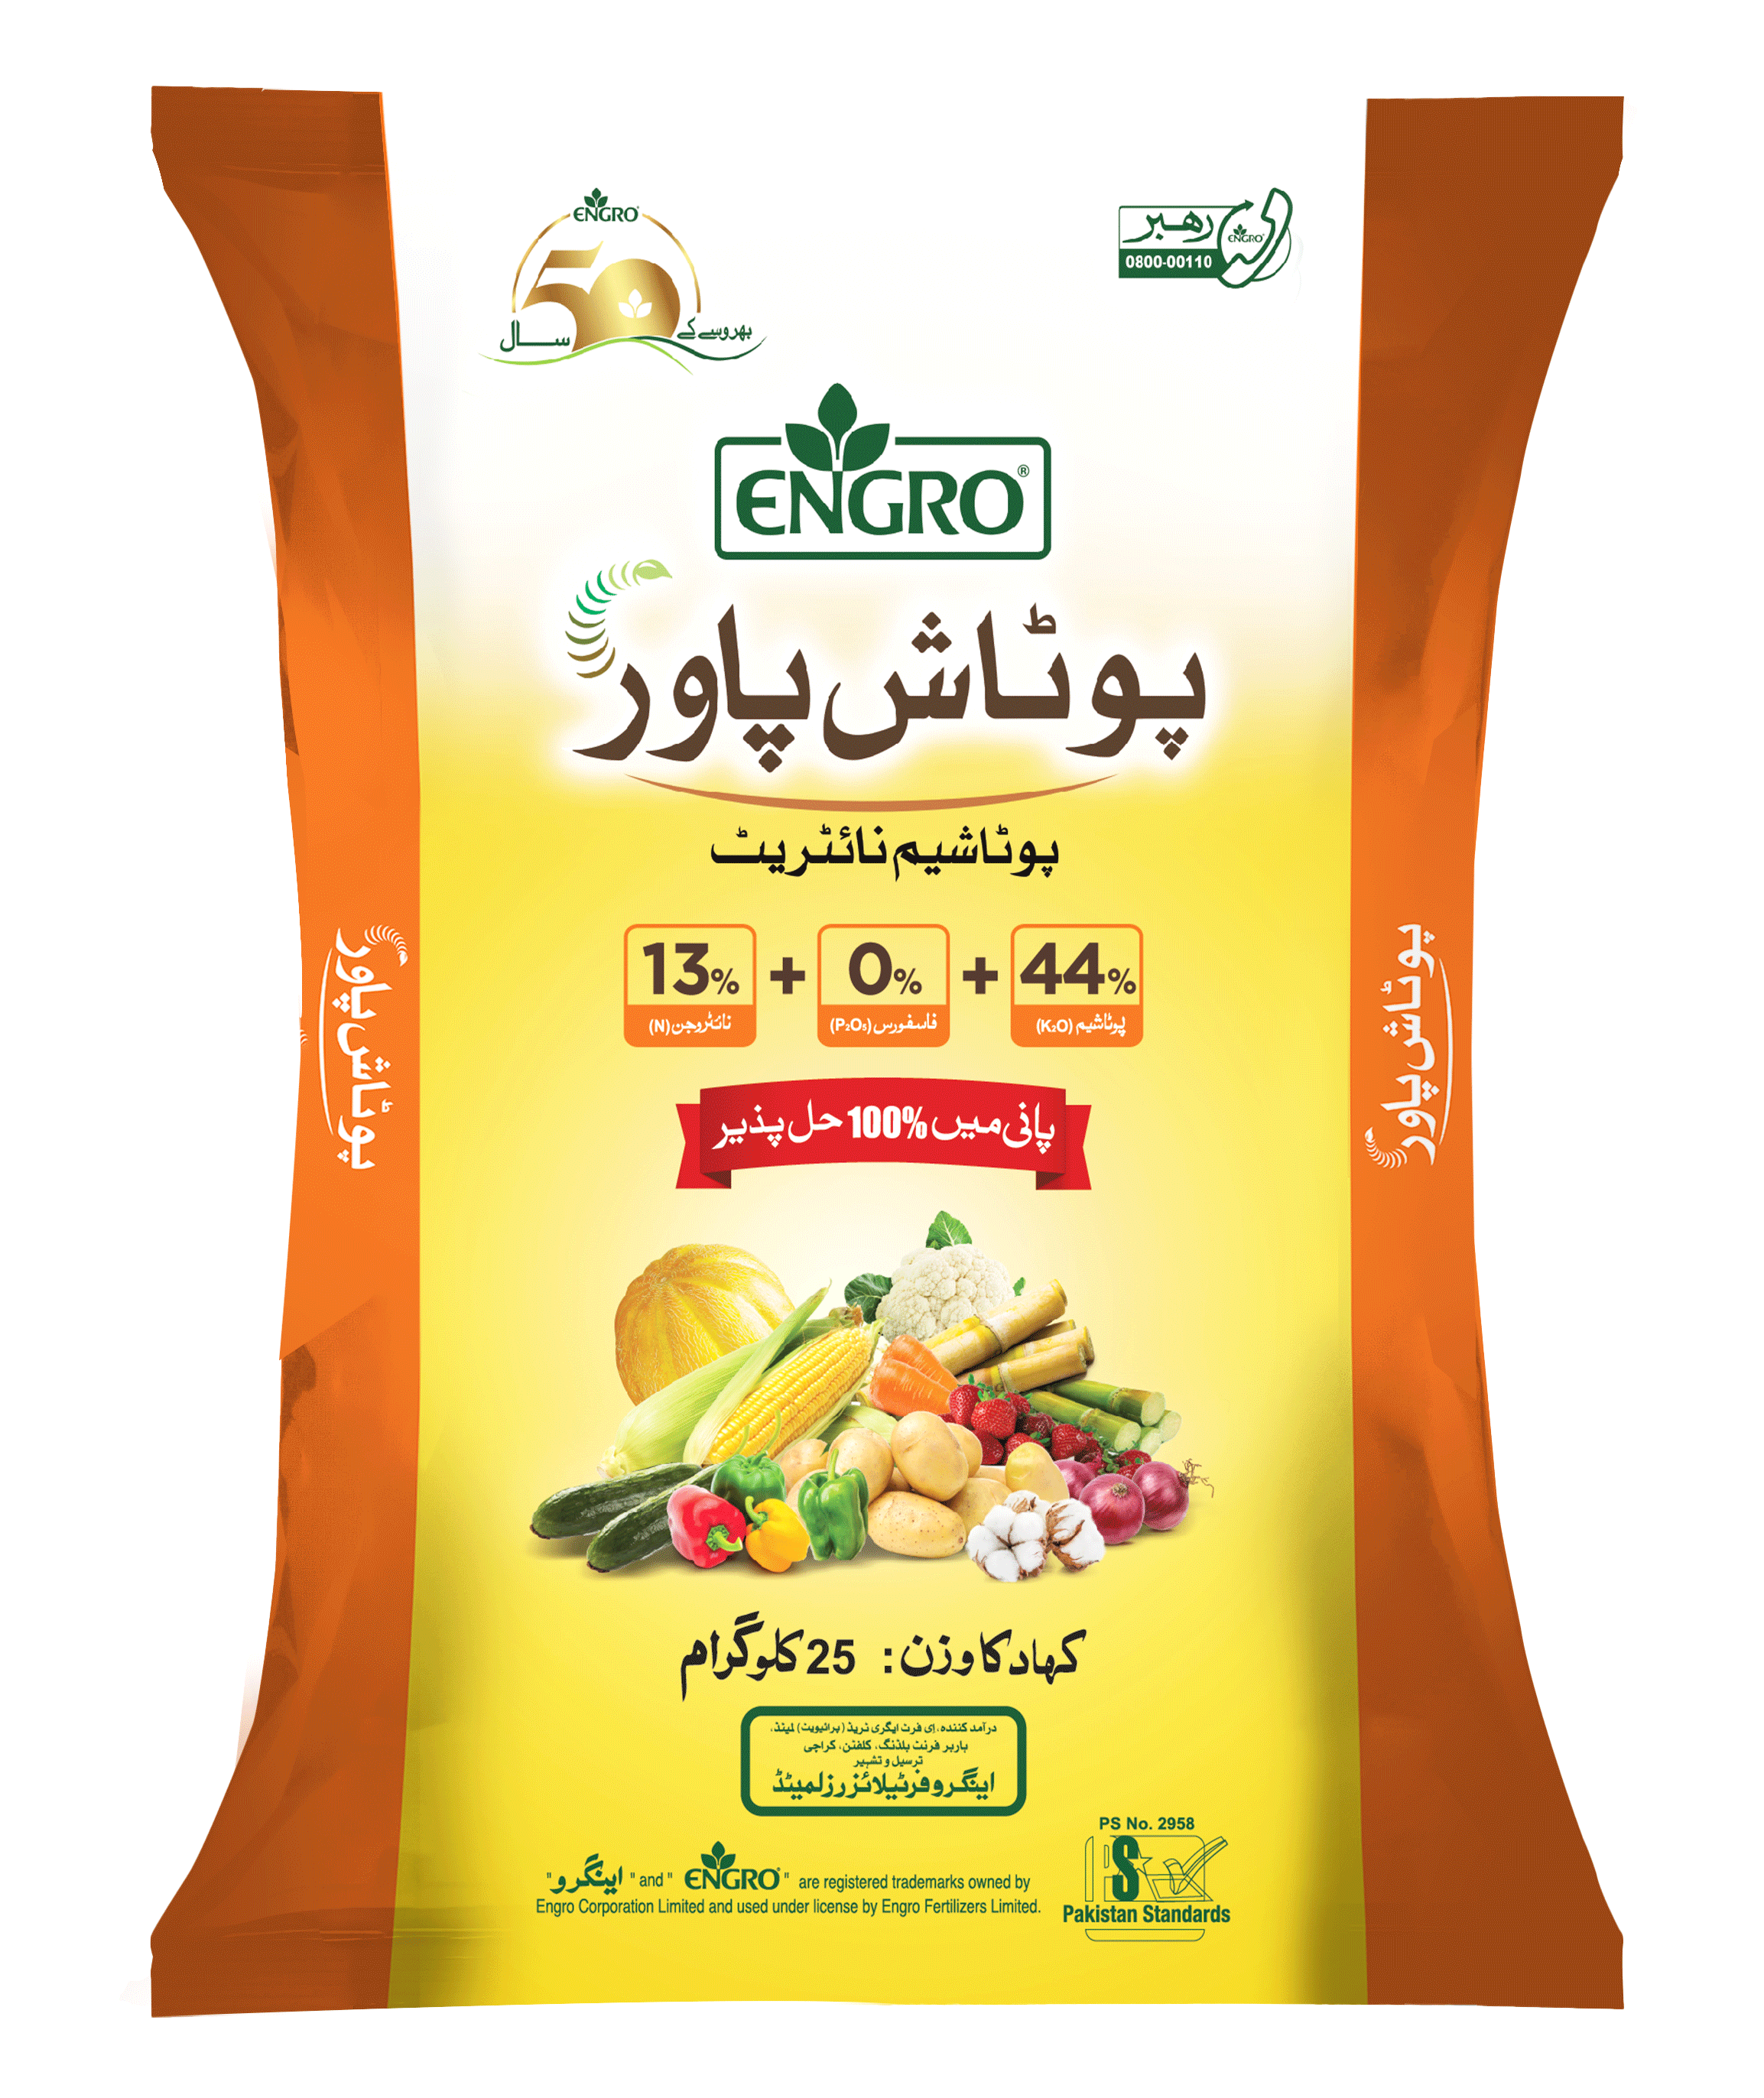 ENGRO
50
بھروسے کے سال
رھبر
ENGRO
0800-00110
ENGRO®
پوٹاش پاور
پوٹاشیم نائٹریٹ
13% + 0% + 44%
نائٹروجن (N)
فاسفورس (P₂O₅)
پوٹاشیم (K₂O)
پانی میں 100% حل پذیر
پوٹاش پاور
پوٹاش پاور
کھاد کا وزن: 25 کلوگرام
درآمد کنندہ، ای فرٹ ایگری ٹریڈ (پرائیویٹ) لمیٹڈ،
ہاربر فرنٹ بلڈنگ، کلفٹن، کراچی
ترسیل و تشہیر
اینگرو فرٹیلائزرز لمیٹڈ
PS No. 2958
PS
Pakistan Standards
"اینگرو" and "ENGRO" are registered trademarks owned by
Engro Corporation Limited and used under license by Engro Fertilizers Limited.